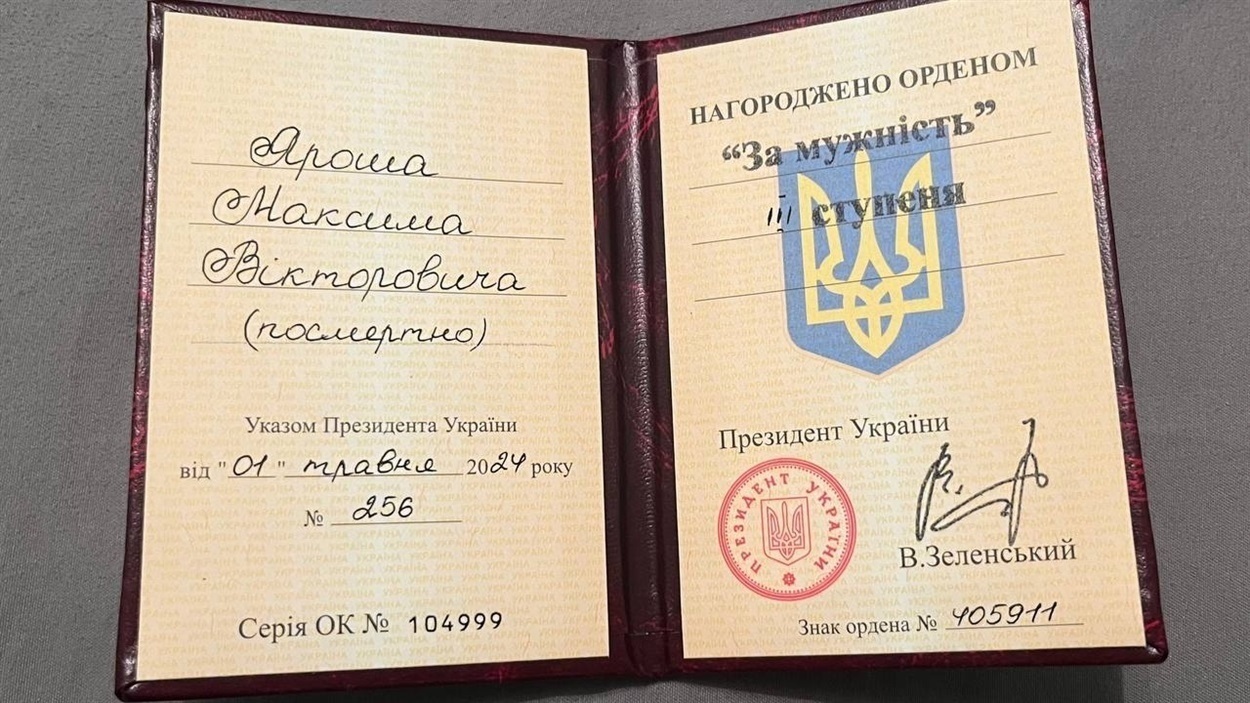 Яроша
Максима
Вікторовича
(посмертно)
Указом Президента України
від "01" травня 2024 року
№ 256
Серія ОК № 104999
НАГОРОДЖЕНО ОРДЕНОМ
“За мужність”
III ступеня
Президент України
ПРЕЗИДЕНТ УКРАЇНИ
В.Зеленський
Знак ордена № 405911